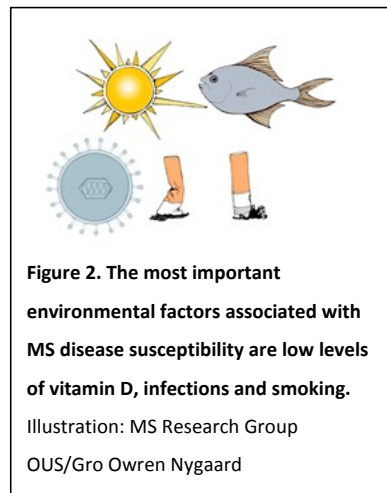 Figure 2. The most important
environmental factors associated with
MS disease susceptibility are low levels
of vitamin D, infections and smoking.
Illustration: MS Research Group
OUS/Gro Owren Nygaard